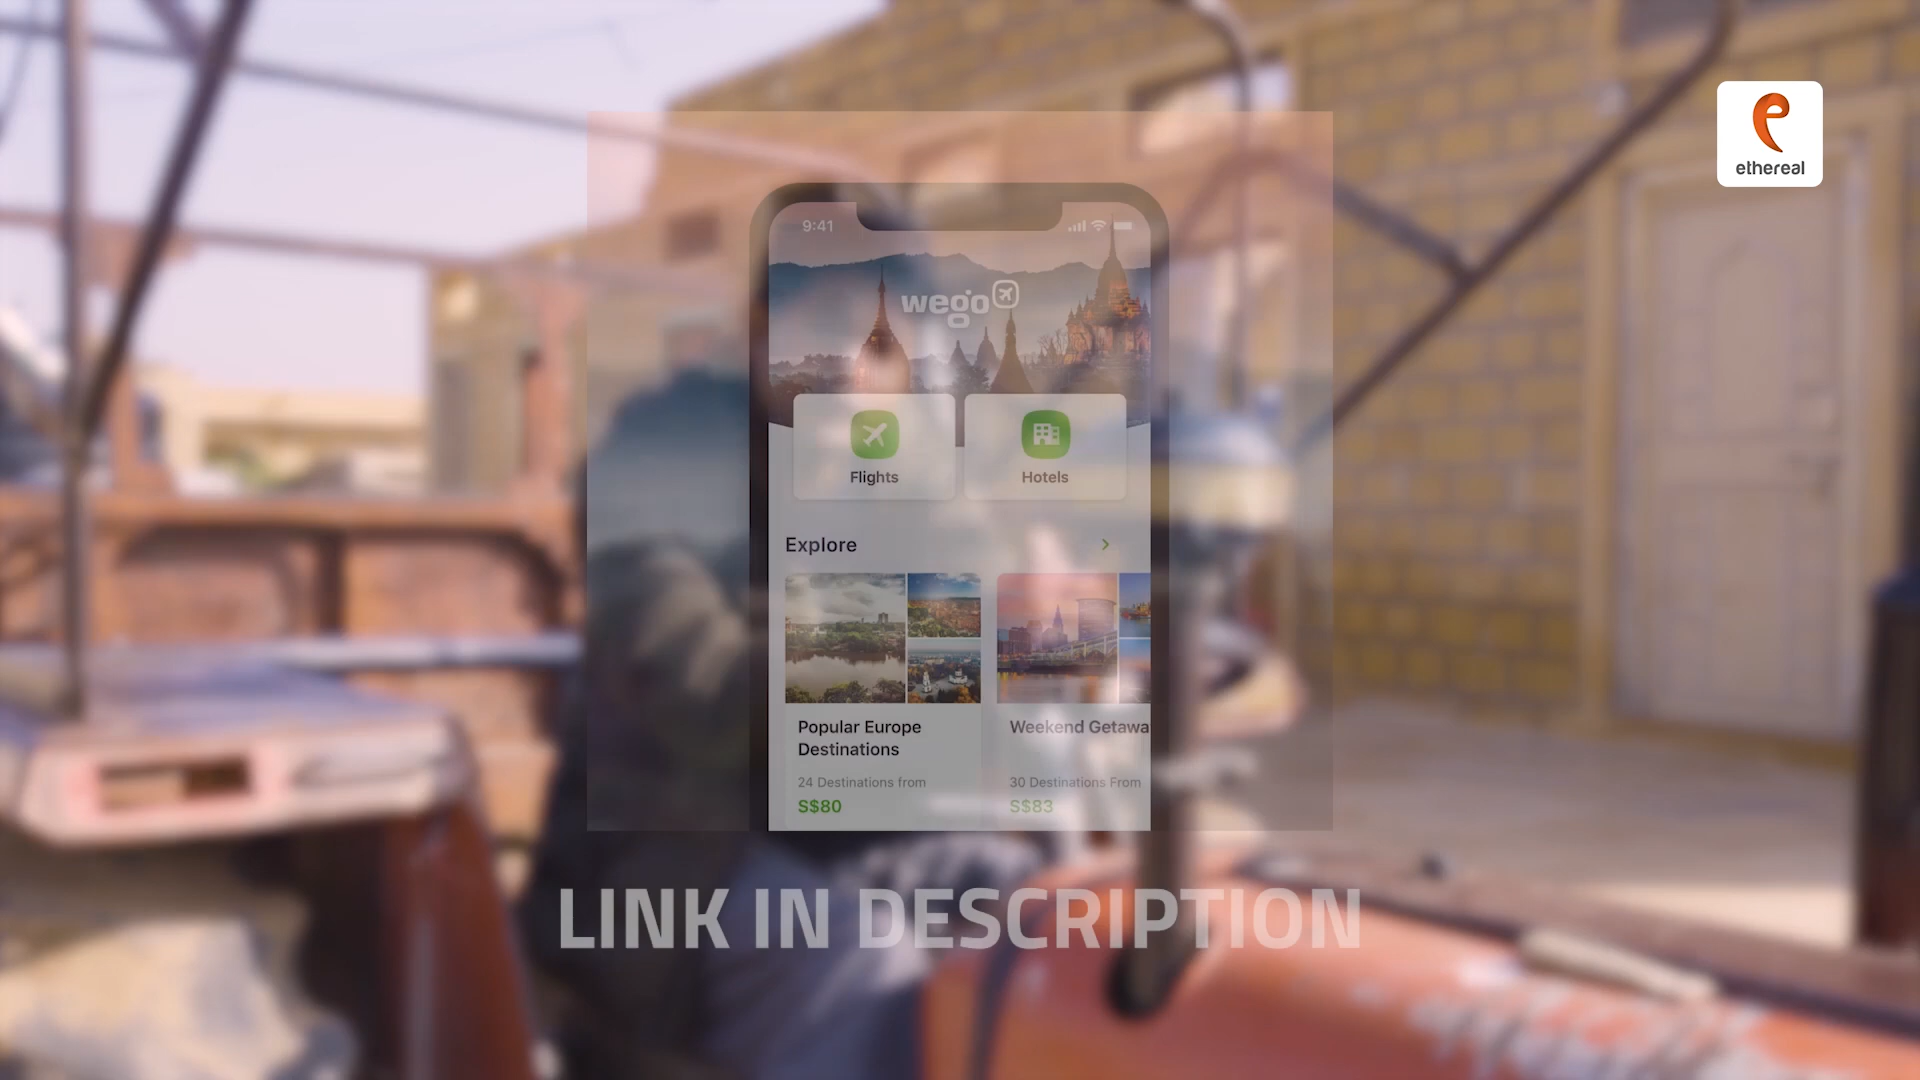 ethereal
9:41
wego
Flights
Hotels
Explore
Popular Europe
Destinations
24 Destinations from
S$80
Weekend Getawa
30 Destinations From
S$83
LINK IN DESCRIPTION